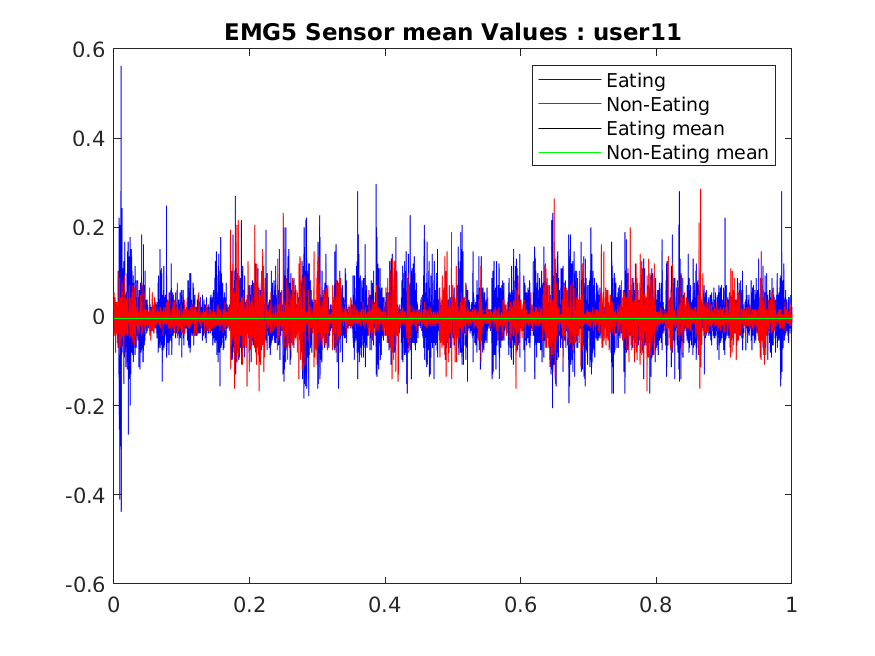 EMG5 Sensor mean Values : user11
0.6
0.4
0.2
0
-0.2
-0.4
-0.6
Eating
Non-Eating
Eating mean
Non-Eating mean
0 0.2 0.4 0.6 0.8 1